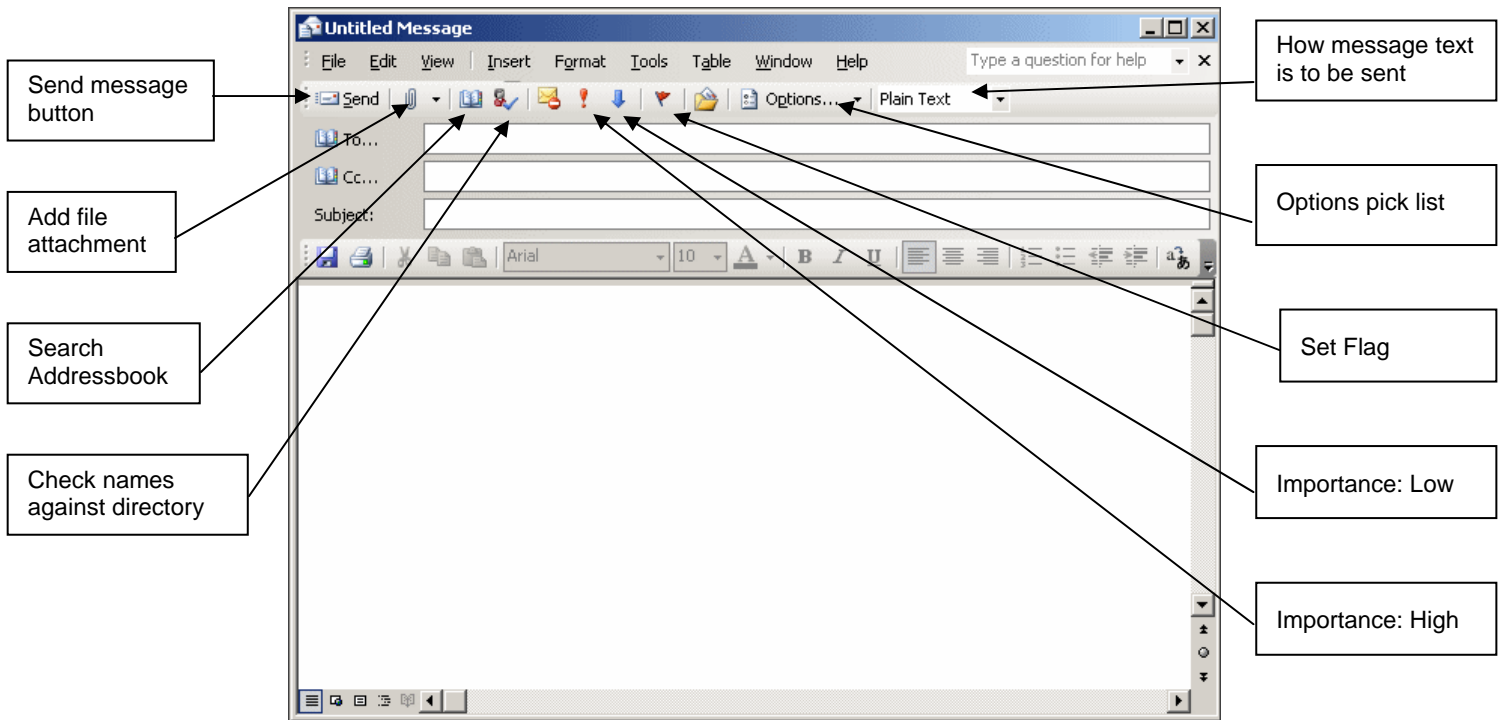 Untitled Message
File Edit View Insert Format Tools Table Window Help Type a question for help
Send Options... Plain Text
To...
Cc...
Subject:
Arial 10 A B I U
Send message
button
Add file
attachment
Search
Addressbook
Check names
against directory
How message text
is to be sent
Options pick list
Set Flag
Importance: Low
Importance: High